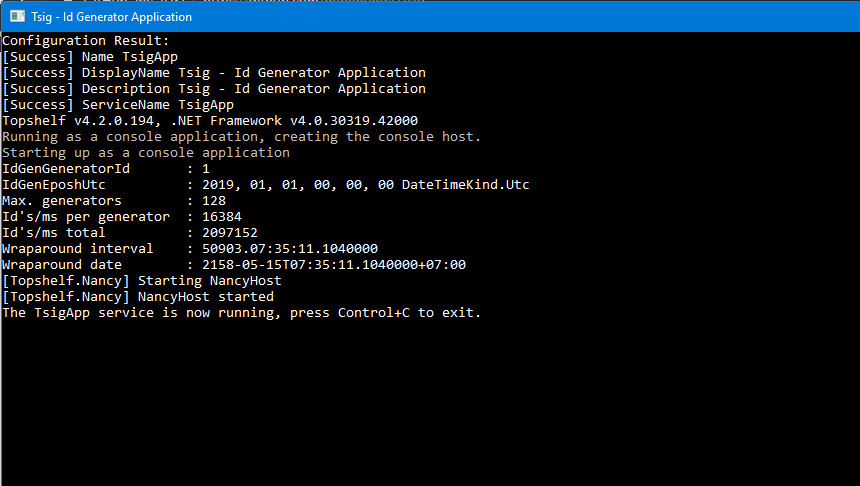 Tsig - Id Generator Application
Configuration Result:
[Success] Name TsigApp
[Success] DisplayName Tsig - Id Generator Application
[Success] Description Tsig - Id Generator Application
[Success] ServiceName TsigApp
Topshelf v4.2.0.194, .NET Framework v4.0.30319.42000
Running as a console application, creating the console host.
Starting up as a console application
IdGenGeneratorId       : 1
IdGenEposhUtc          : 2019, 01, 01, 00, 00, 00 DateTimeKind.Utc
Max. generators        : 128
Id's/ms per generator  : 16384
Id's/ms total          : 2097152
Wraparound interval    : 50903.07:35:11.1040000
Wraparound date        : 2158-05-15T07:35:11.1040000+07:00
[Topshelf.Nancy] Starting NancyHost
[Topshelf.Nancy] NancyHost started
The TsigApp service is now running, press Control+C to exit.